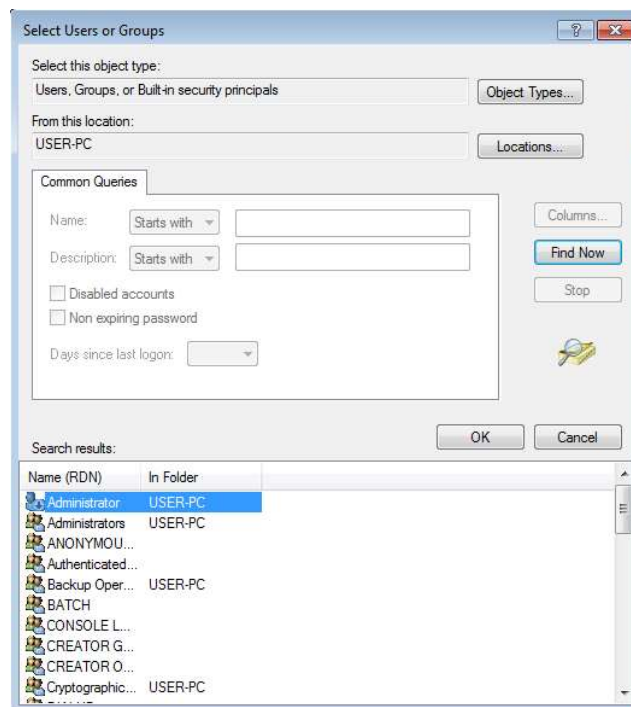 Select Users or Groups
Select this object type:
Users, Groups, or Built-in security principals
Object Types...
From this location:
USER-PC
Locations...
Common Queries
Name: Starts with
Columns...
Description: Starts with
Find Now
Disabled accounts
Stop
Non expiring password
Days since last logon:
OK Cancel
Search results:
Name (RDN) In Folder
Administrator USER-PC
Administrators USER-PC
ANONYMOU...
Authenticated...
Backup Oper... USER-PC
BATCH
CONSOLE L...
CREATOR G...
CREATOR O...
Cryptographic... USER-PC